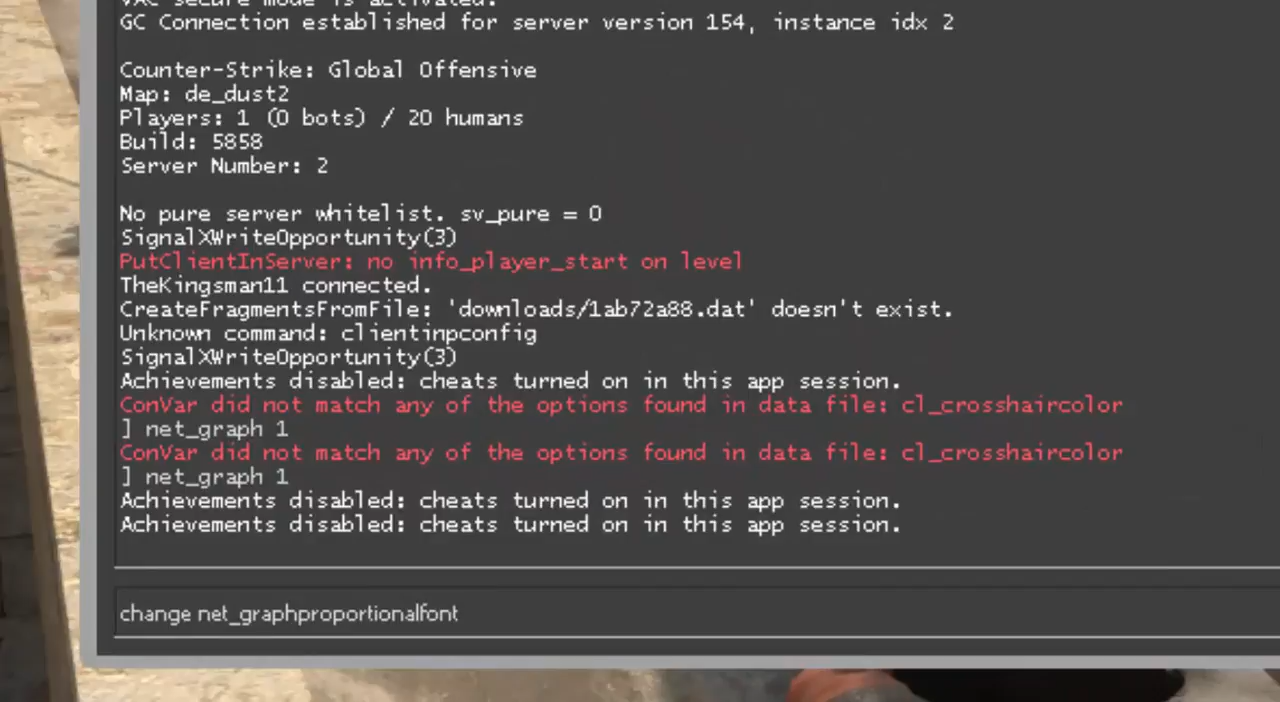 VAC secure mode is activated.
GC Connection established for server version 154, instance idx 2
Counter-Strike: Global Offensive
Map: de_dust2
Players: 1 (0 bots) / 20 humans
Build: 5858
Server Number: 2
No pure server whitelist. sv_pure = 0
SignalXWriteOpportunity(3)
PutClientInServer: no info_player_start on level
TheKingsman11 connected.
CreateFragmentsFromFile: 'downloads/1ab72a88.dat' doesn't exist.
Unknown command: clientinpconfig
SignalXWriteOpportunity(3)
Achievements disabled: cheats turned on in this app session.
ConVar did not match any of the options found in data file: cl_crosshaircolor
] net_graph 1
ConVar did not match any of the options found in data file: cl_crosshaircolor
] net_graph 1
Achievements disabled: cheats turned on in this app session.
Achievements disabled: cheats turned on in this app session.
change net_graphproportionalfont